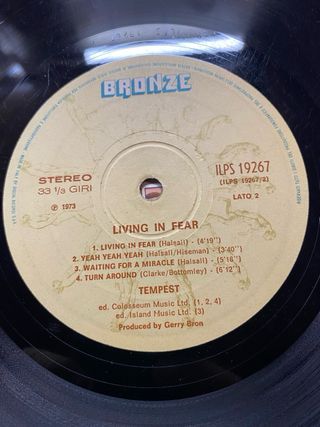 BRONZE
STEREO
33 1/3 GIRI
Ⓟ 1973
ILPS 19267
(ILPS 19267/2)
LATO 2
LIVING IN FEAR
1. LIVING IN FEAR (Halsall) - (4'19'')
2. YEAH YEAH YEAH (Halsall/Hiseman) - (3'40'')
3. WAITING FOR A MIRACLE (Halsall) - (5'16'')
4. TURN AROUND (Clarke/Bottomley) - (6'12'')
TEMPEST
ed. Colosseum Music Ltd. (1, 2, 4)
ed. Island Music Ltd. (3)
Produced by Gerry Bron